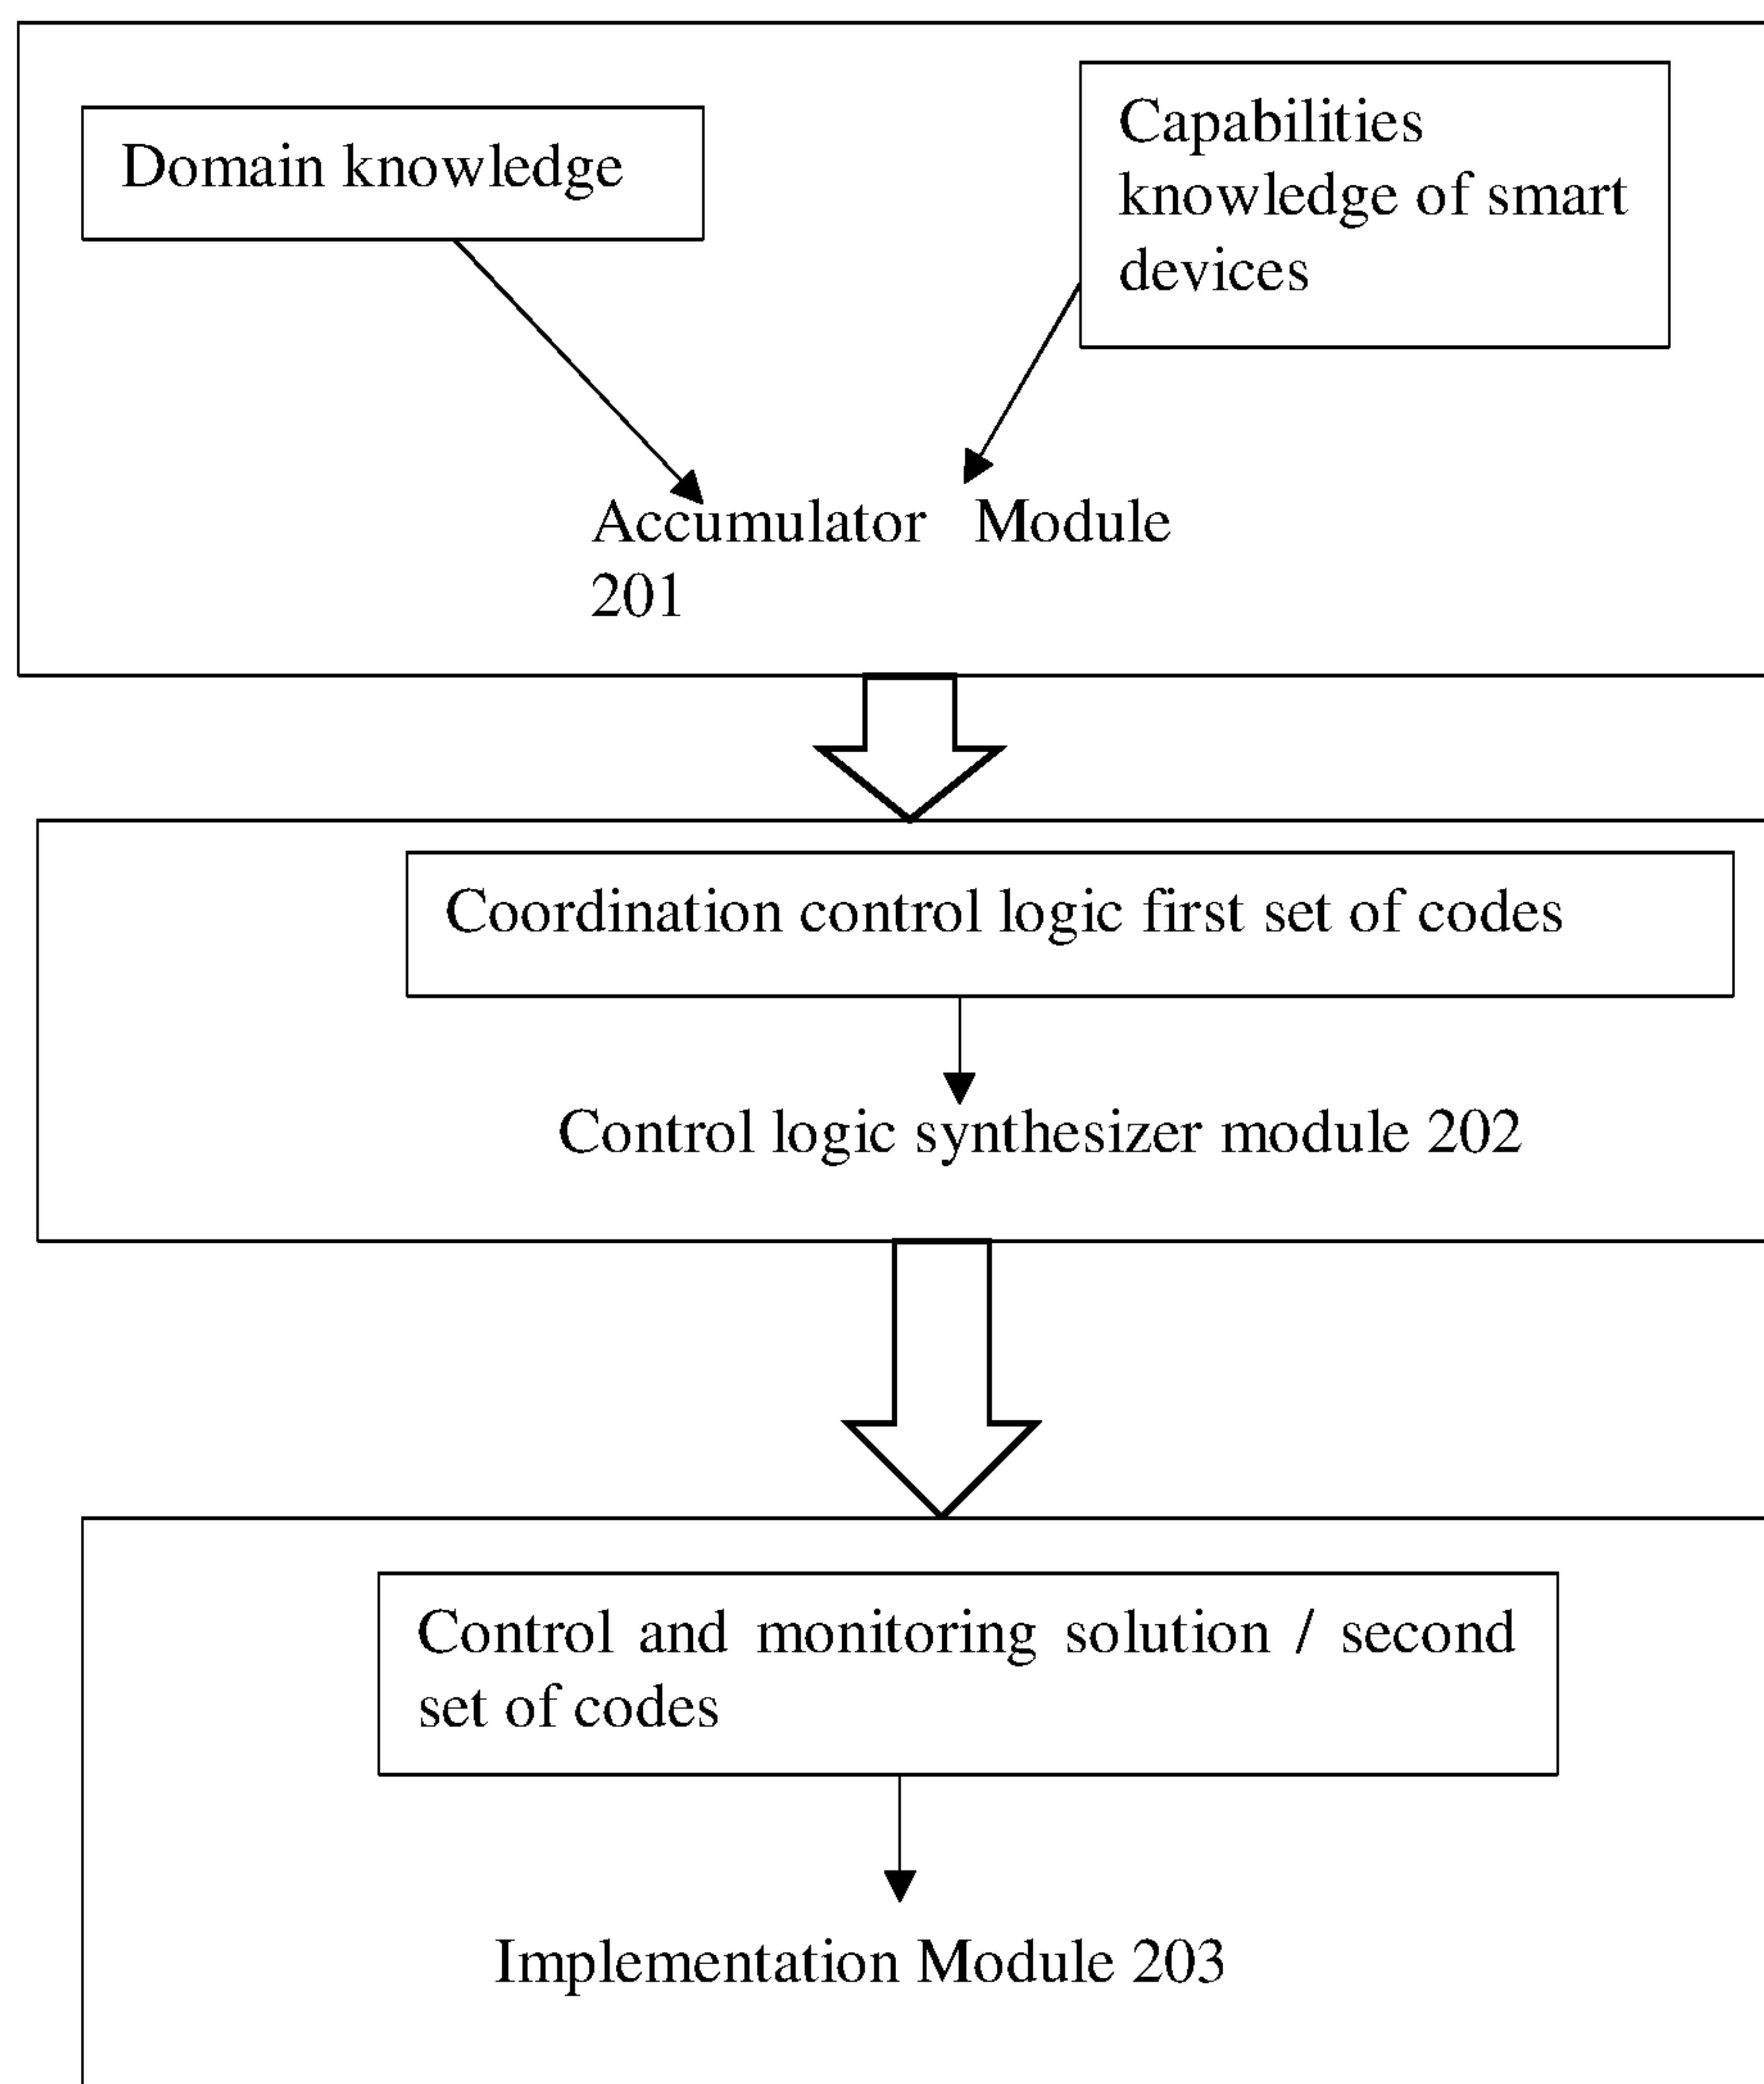 Domain knowledge
Capabilities
knowledge of smart
devices
Accumulator Module
201
Coordination control logic first set of codes
Control logic synthesizer module 202
Control and monitoring solution / second
set of codes
Implementation Module 203